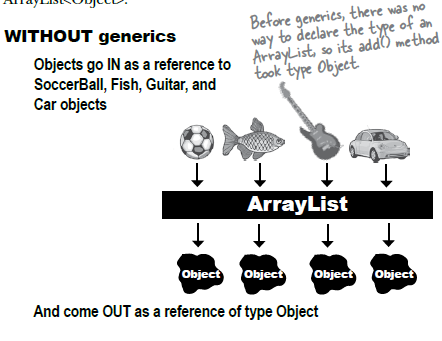 ArrayList<Object>.
WITHOUT generics
Objects go IN as a reference to
SoccerBall, Fish, Guitar, and
Car objects
Before generics, there was no
way to declare the type of an
ArrayList, so its add() method
took type Object.
ArrayList
Object Object Object Object
And come OUT as a reference of type Object